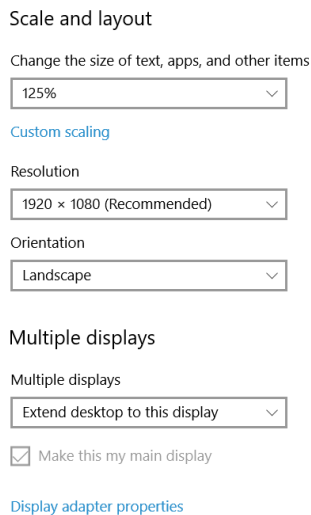 Scale and layout
Change the size of text, apps, and other items
125%
Custom scaling
Resolution
1920 × 1080 (Recommended)
Orientation
Landscape
Multiple displays
Multiple displays
Extend desktop to this display
Make this my main display
Display adapter properties